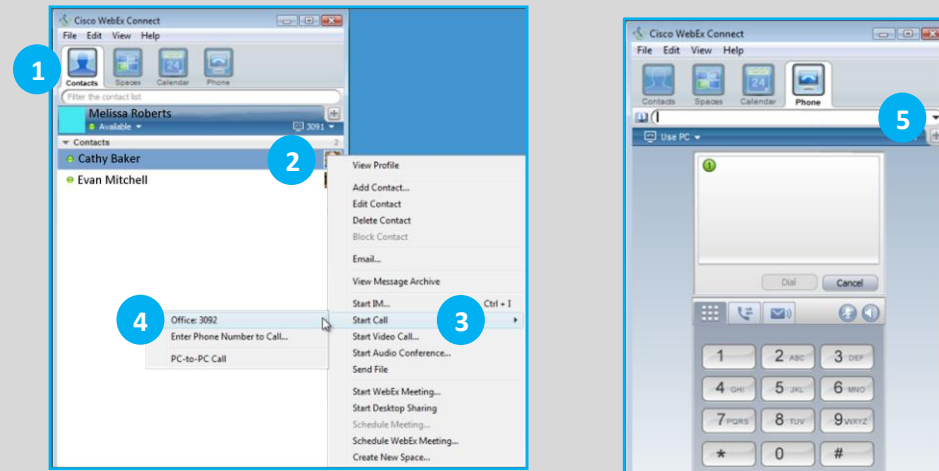 Cisco WebEx Connect
File Edit View Help
1
Contacts Spaces Calendar Phone
24
Filter the contact list
Melissa Roberts
Available
3091
Contacts 2
Cathy Baker
2
Evan Mitchell
View Profile
Add Contact...
Edit Contact
Delete Contact
Block Contact
Email...
View Message Archive
Start IM... Ctrl + I
Start Call
3
Start Video Call...
Start Audio Conference...
Send File
Start WebEx Meeting...
Start Desktop Sharing
Schedule Meeting...
Schedule WebEx Meeting...
Create New Space...
4
Office: 3092
Enter Phone Number to Call...
PC-to-PC Call
Cisco WebEx Connect
File Edit View Help
24
Contacts Spaces Calendar Phone
5
Use PC
1
Dial Cancel
1 2 ABC 3 DEF
4 GHI 5 JKL 6 MNO
7 PQRS 8 TUV 9 WXYZ
* 0 #